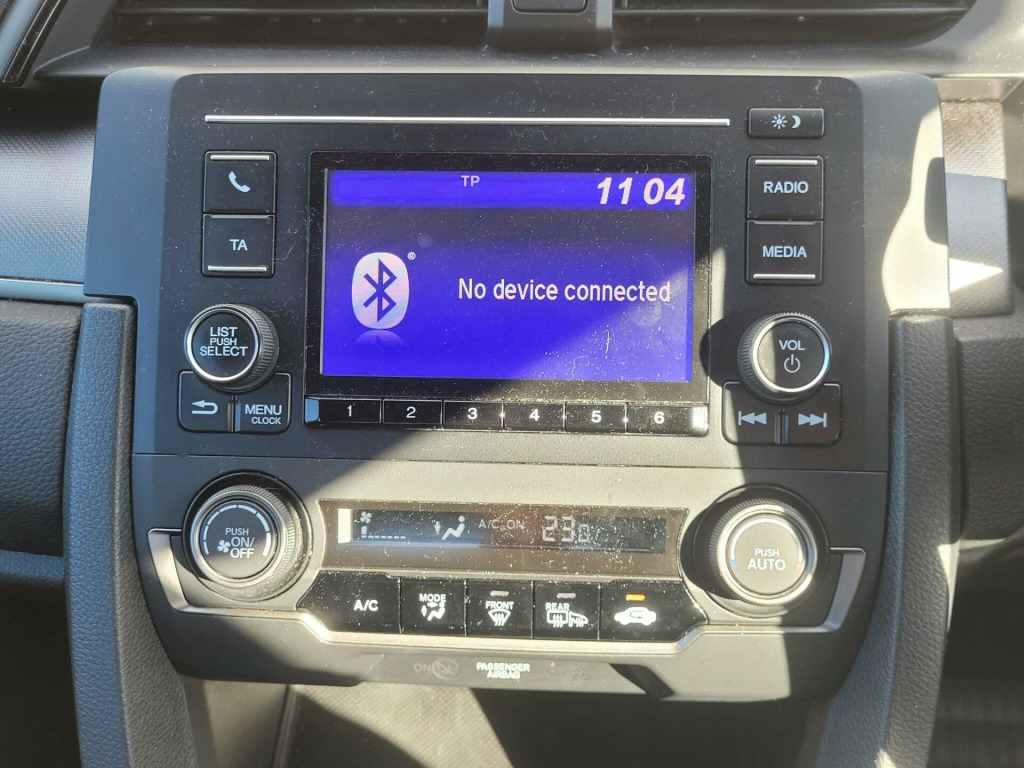 TP
11 04
®
No device connected
TA
RADIO
MEDIA
LIST
PUSH
SELECT
VOL
MENU
CLOCK
1 2 3 4 5 6
PUSH
ON/
OFF
A/C ON
23
PUSH
AUTO
A/C
MODE
FRONT
REAR
ON
PASSENGER
AIRBAG